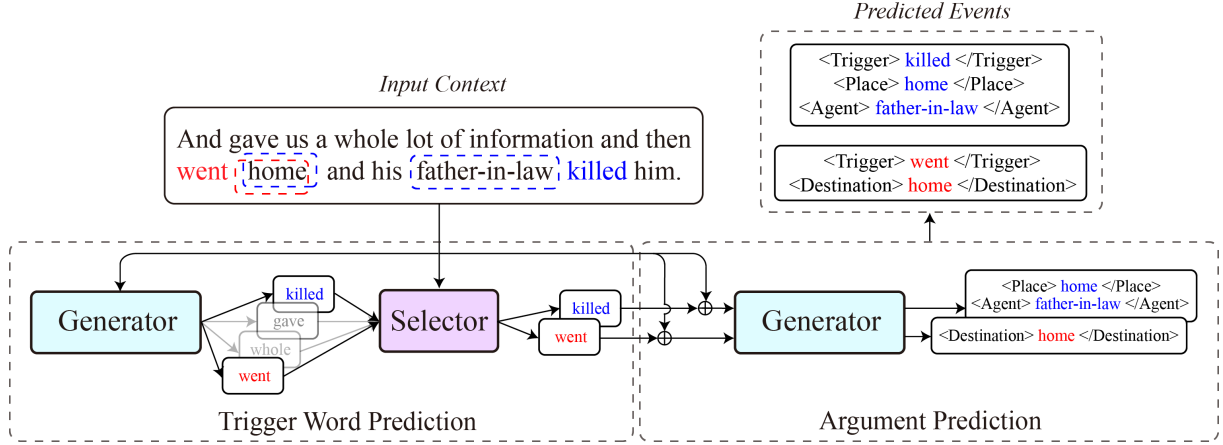 Predicted Events
<Trigger> killed </Trigger>
<Place> home </Place>
<Agent> father-in-law </Agent>
<Trigger> went </Trigger>
<Destination> home </Destination>
Input Context
And gave us a whole lot of information and then
went home and his father-in-law killed him.
Generator
killed
gave
whole
went
Selector
killed
went
Trigger Word Prediction
Generator
<Place> home </Place>
<Agent> father-in-law </Agent>
<Destination> home </Destination>
Argument Prediction